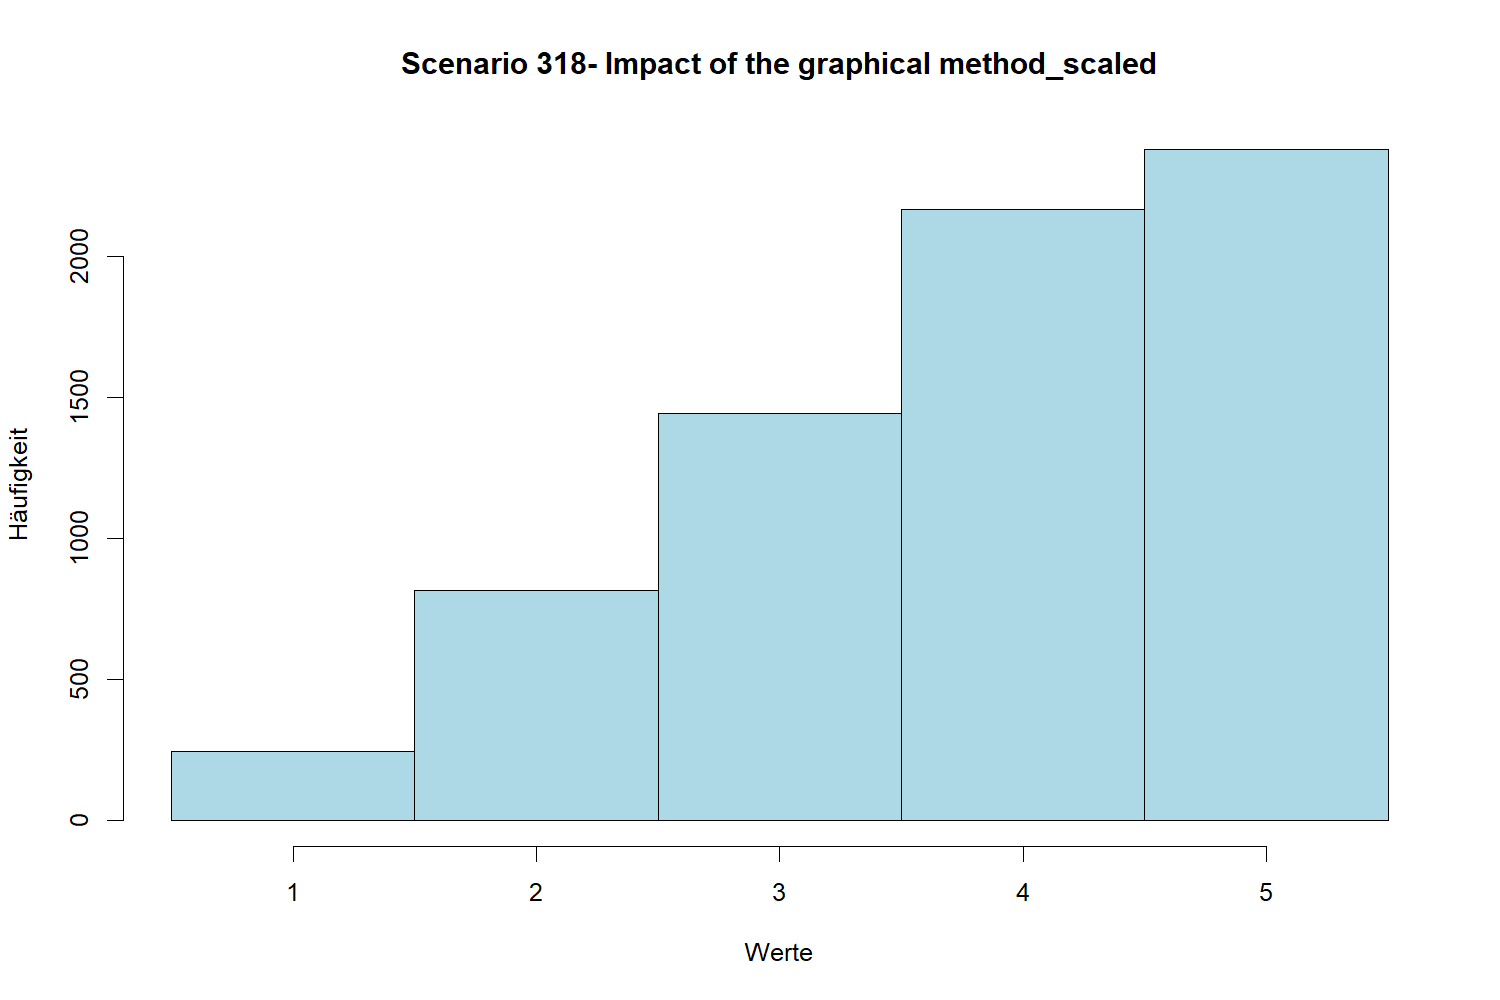 Scenario 318- Impact of the graphical method_scaled
Häufigkeit
2000
1500
1000
500
0
1 2 3 4 5
Werte